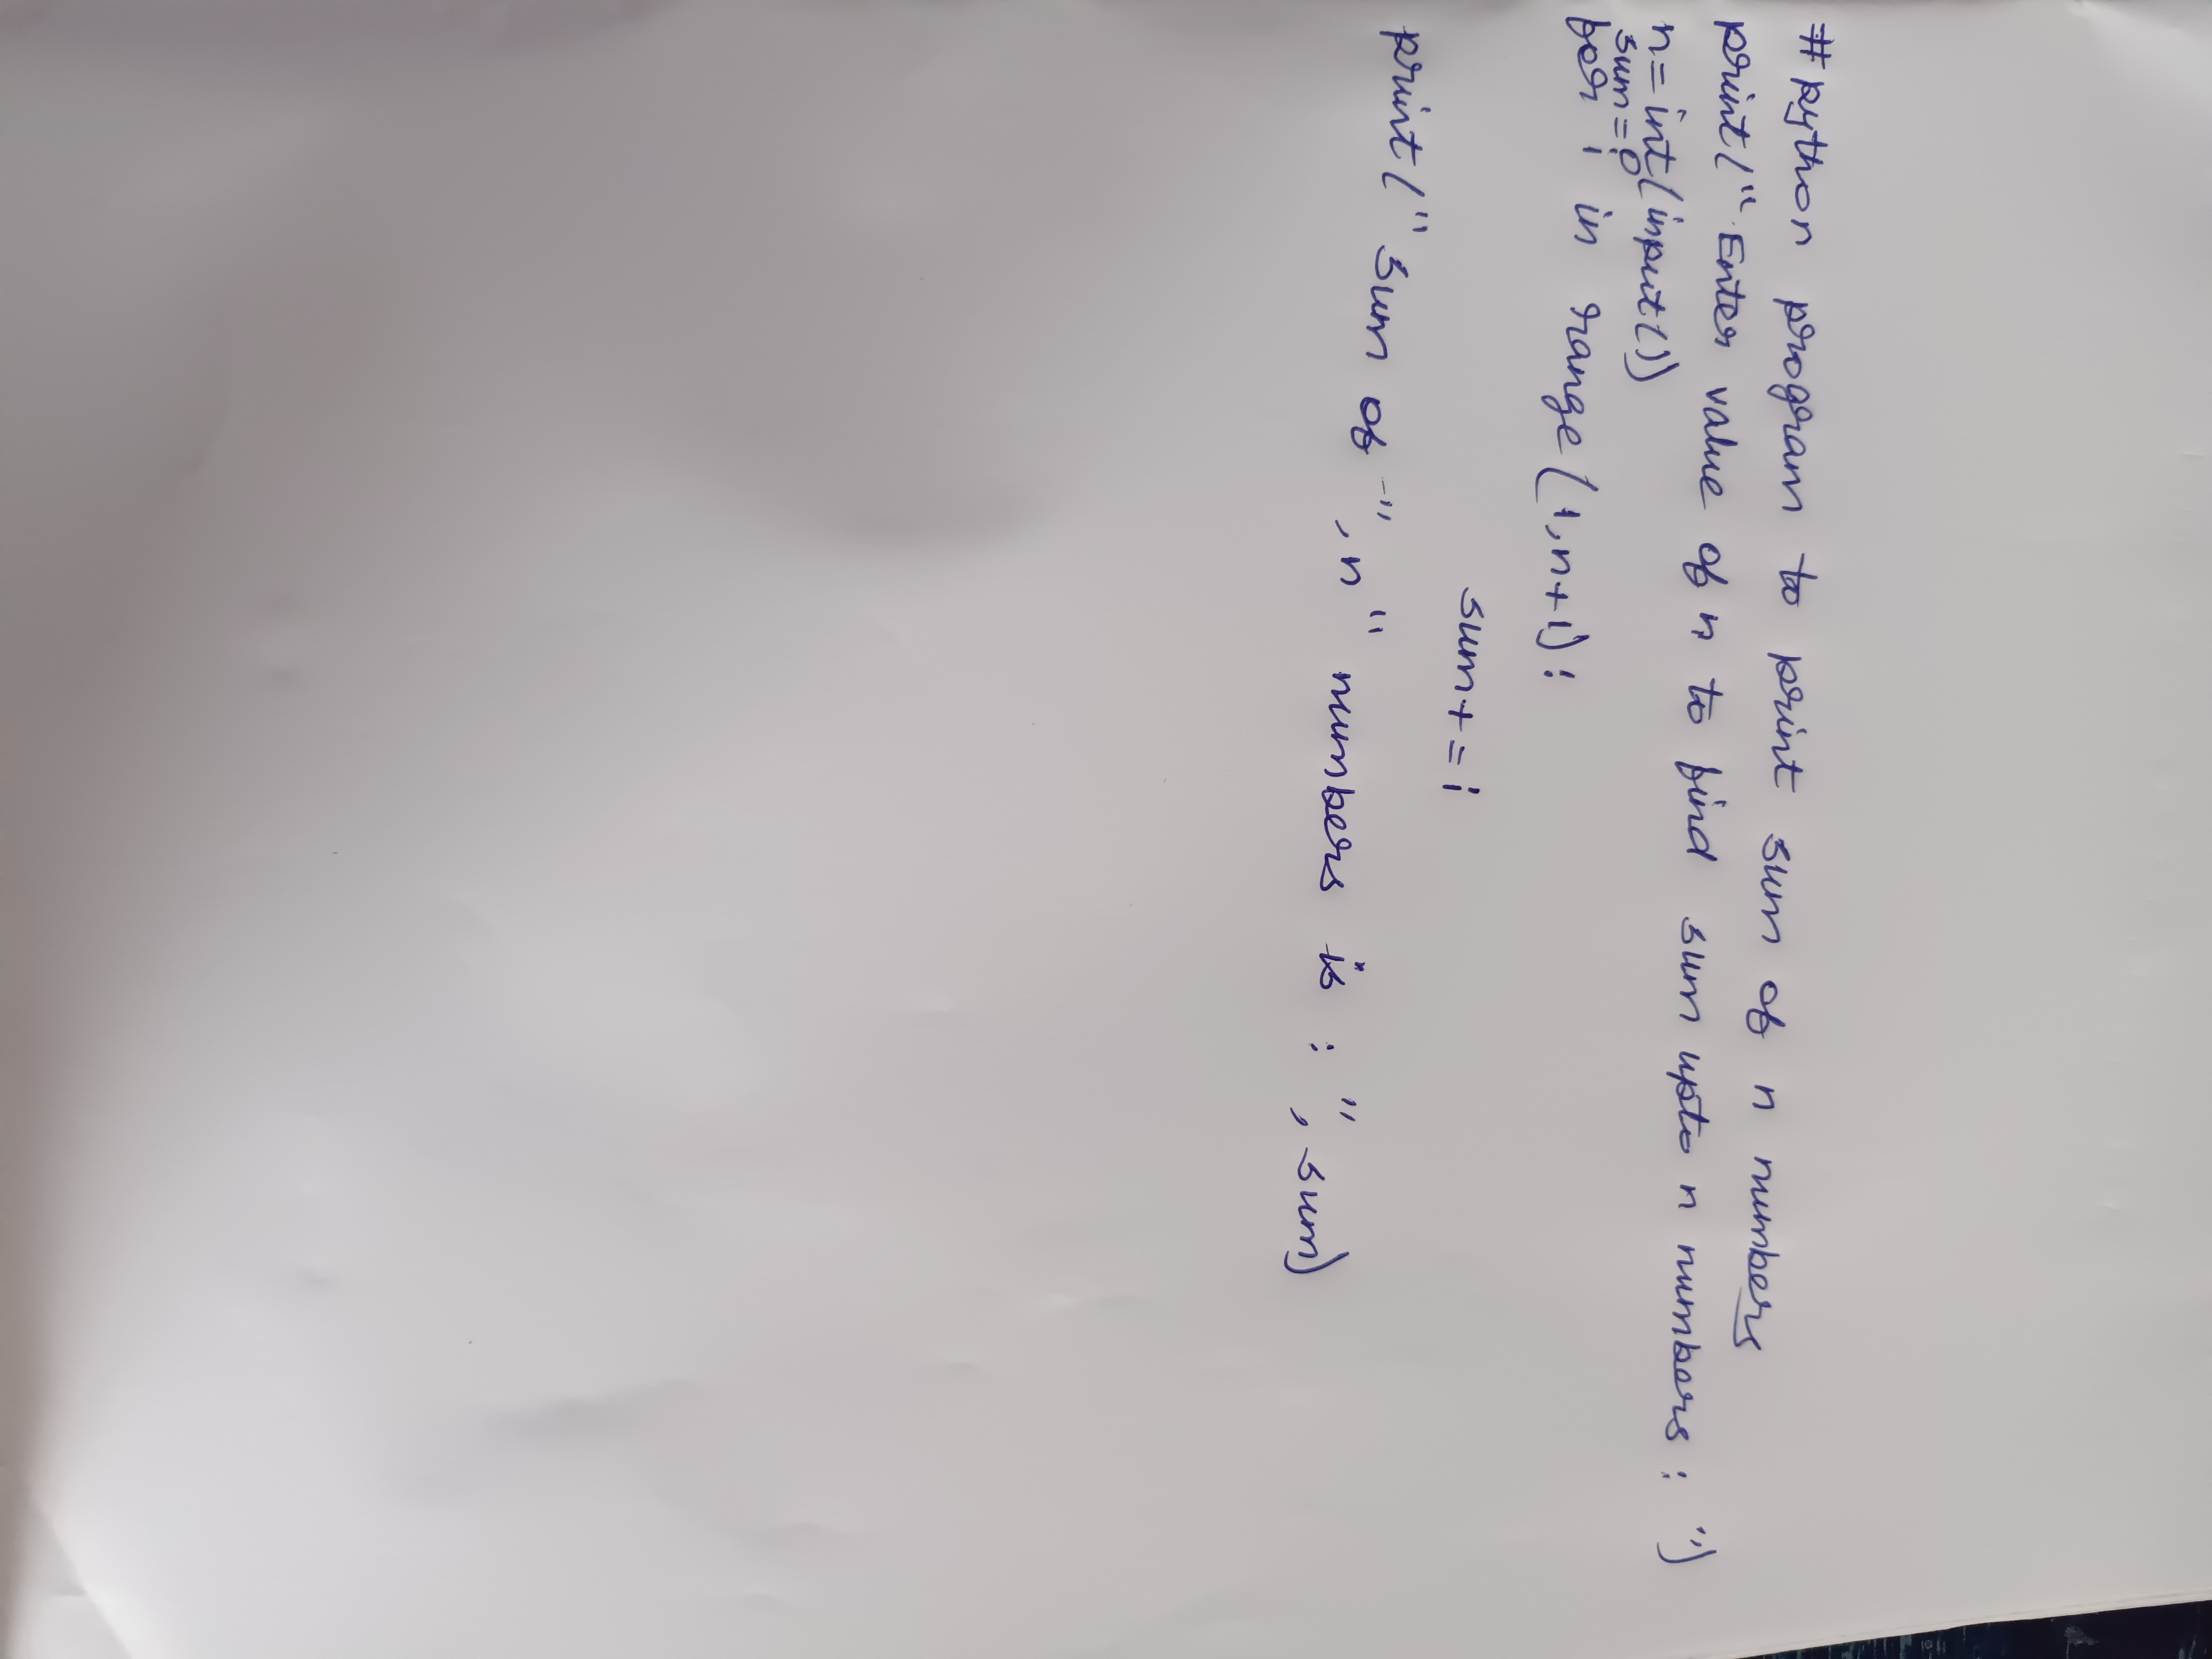 #python program to print sum of n numbers
print(" Enter value of n to find sum upto n numbers : ")
n=int(input())
sum=0
for i in range(1,n+1):
sum+=i
print(" sum of ",n" numbers is : ",sum)